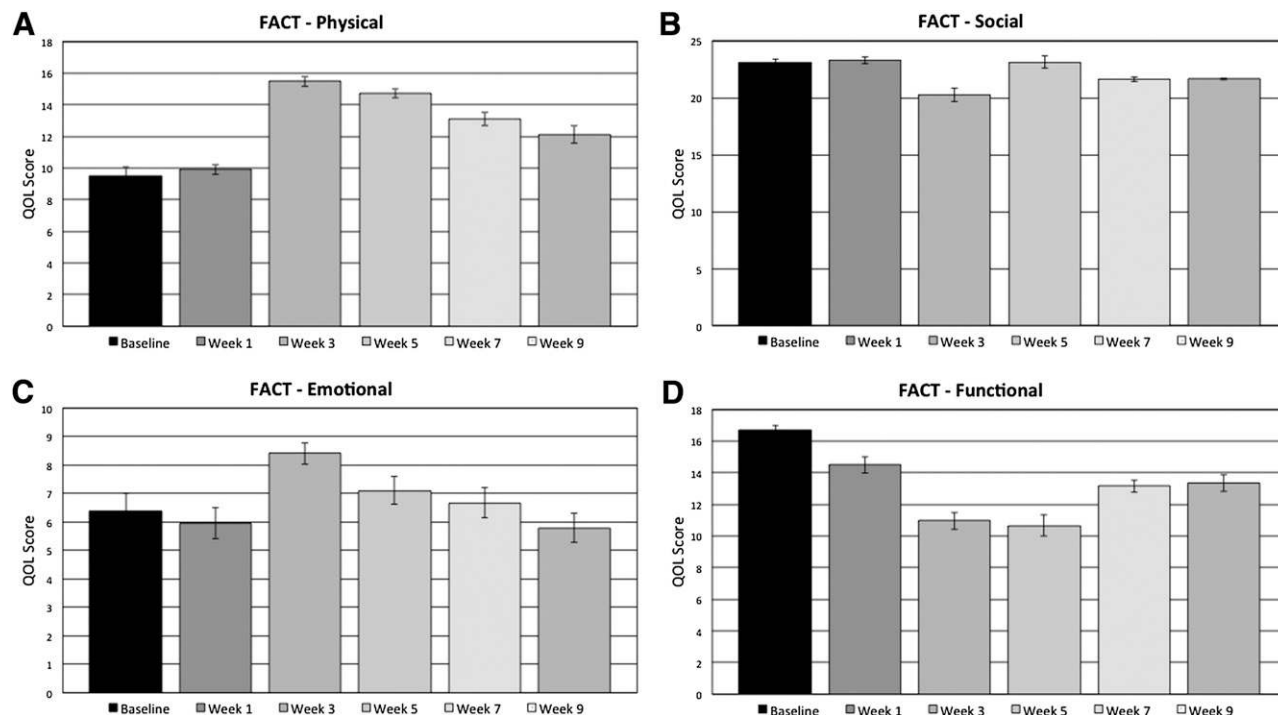 A
FACT - Physical
QOL Score
18
16
14
12
10
8
6
4
2
0
Baseline Week 1 Week 3 Week 5 Week 7 Week 9
B
FACT - Social
QOL Score
25
20
15
10
5
0
Baseline Week 1 Week 3 Week 5 Week 7 Week 9
C
FACT - Emotional
QOL Score
10
9
8
7
6
5
4
3
2
1
0
Baseline Week 1 Week 3 Week 5 Week 7 Week 9
D
FACT - Functional
QOL Score
18
16
14
12
10
8
6
4
2
0
Baseline Week 1 Week 3 Week 5 Week 7 Week 9